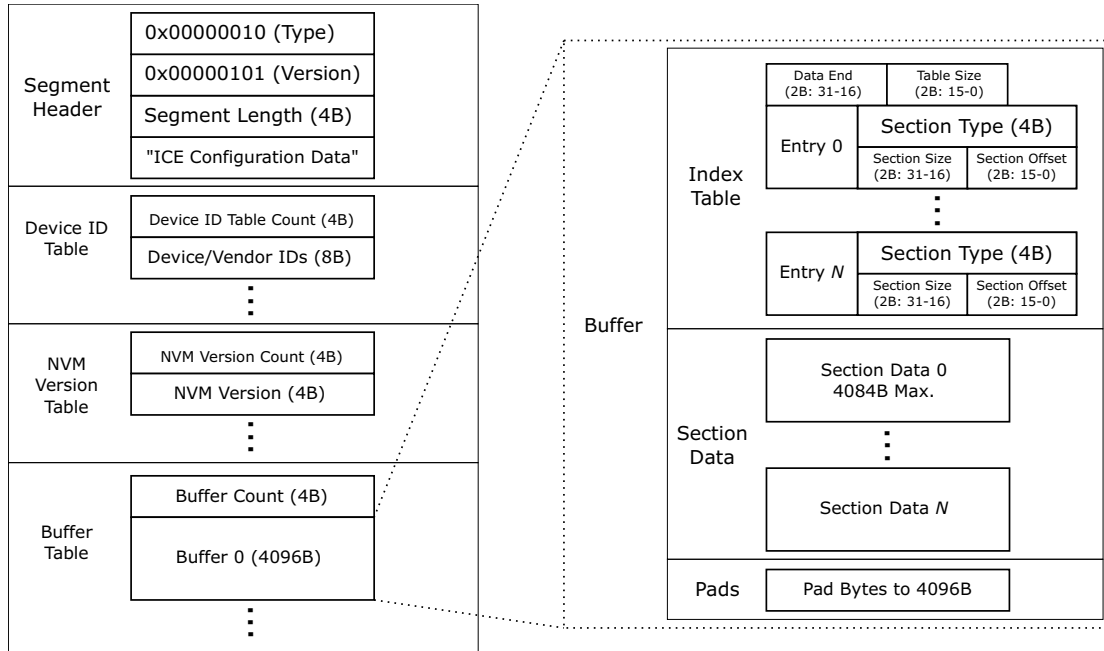 Segment
Header
0x00000010 (Type)
0x00000101 (Version)
Segment Length (4B)
"ICE Configuration Data"
Device ID
Table
Device ID Table Count (4B)
Device/Vendor IDs (8B)
NVM
Version
Table
NVM Version Count (4B)
NVM Version (4B)
Buffer
Table
Buffer Count (4B)
Buffer 0 (4096B)
Buffer
Index
Table
Data End
(2B: 31-16)
Table Size
(2B: 15-0)
Entry 0
Section Type (4B)
Section Size
(2B: 31-16)
Section Offset
(2B: 15-0)
Entry N
Section Type (4B)
Section Size
(2B: 31-16)
Section Offset
(2B: 15-0)
Section
Data
Section Data 0
4084B Max.
Section Data N
Pads
Pad Bytes to 4096B